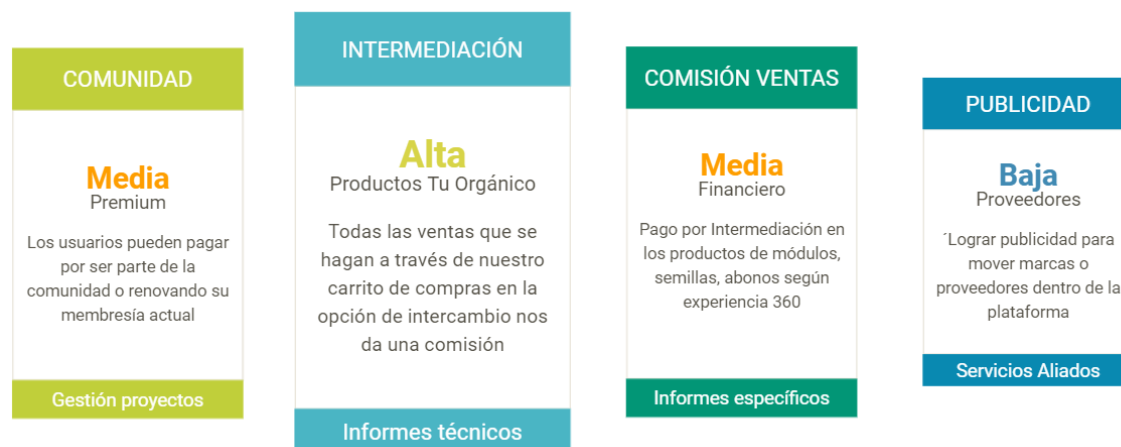 COMUNIDAD
Media
Premium
Los usuarios pueden pagar
por ser parte de la
comunidad o renovando su
membresía actual
Gestión proyectos
INTERMEDIACIÓN
Alta
Productos Tu Orgánico
Todas las ventas que se
hagan a través de nuestro
carrito de compras en la
opción de intercambio nos
da una comisión
Informes técnicos
COMISIÓN VENTAS
Media
Financiero
Pago por Intermediación en
los productos de módulos,
semillas, abonos según
experiencia 360
Informes específicos
PUBLICIDAD
Baja
Proveedores
´Lograr publicidad para
mover marcas o
proveedores dentro de la
plataforma
Servicios Aliados